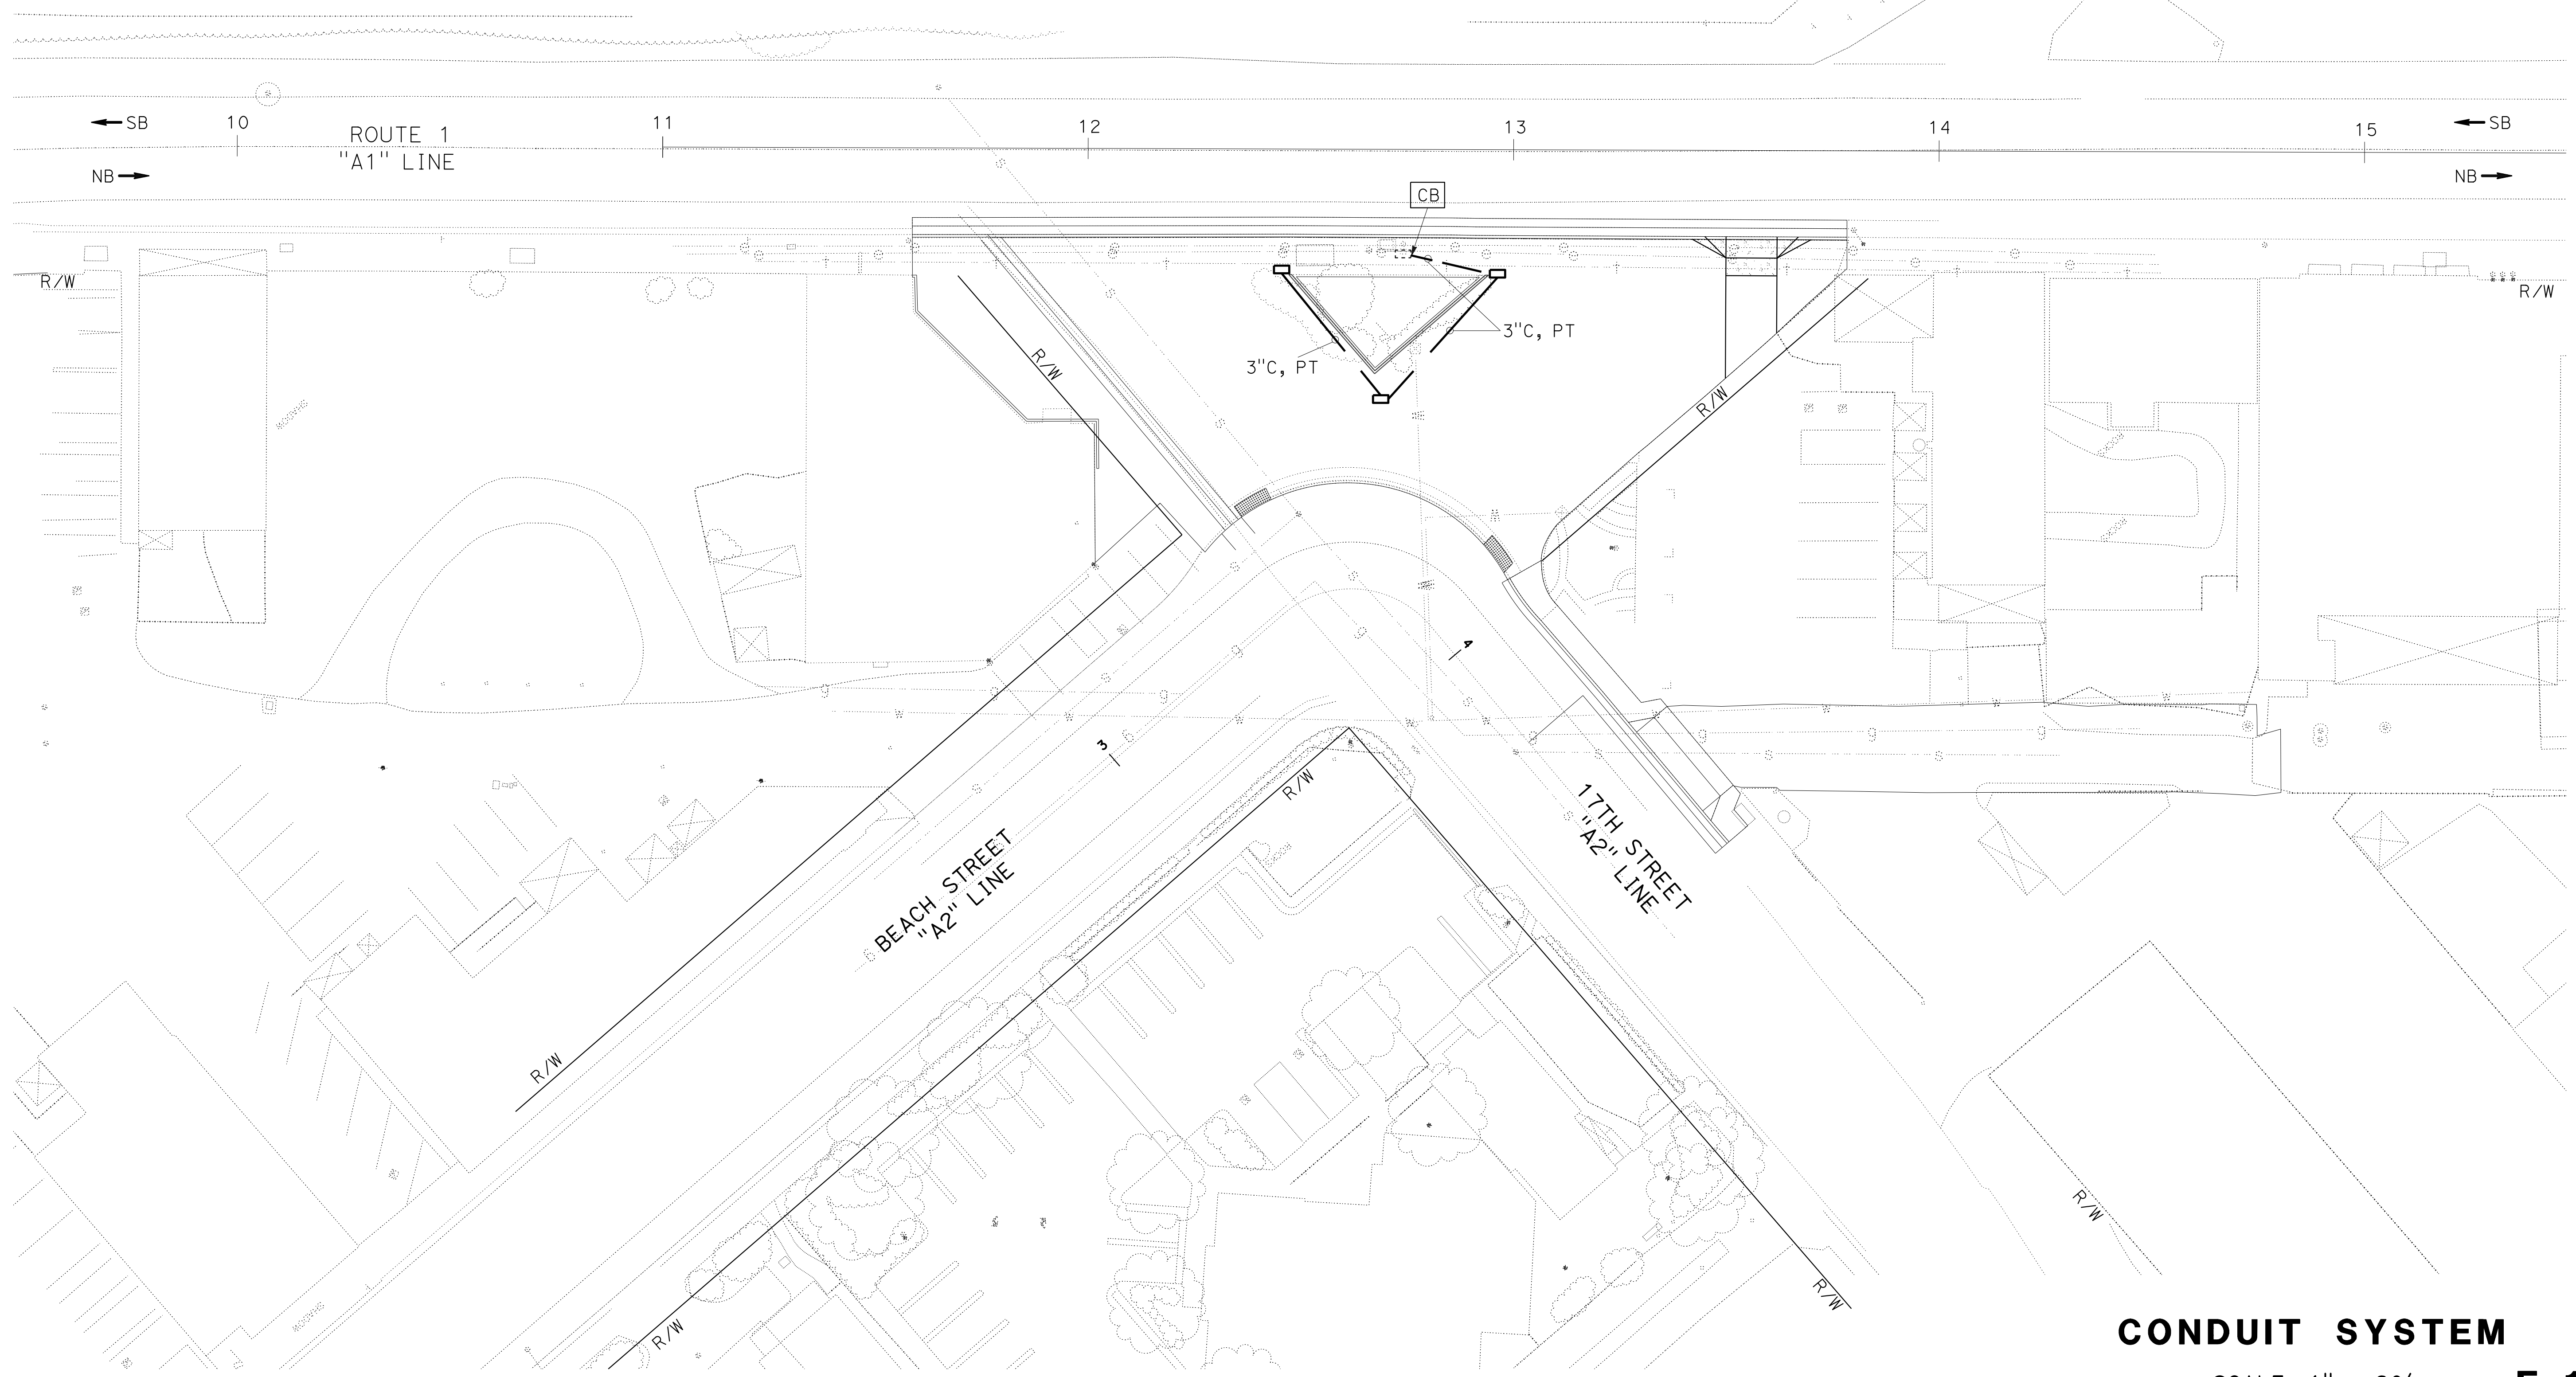 SB
10
11
12
13
14
15
SB
ROUTE 1
"A1" LINE
NB
NB
CB
R/W
R/W
3"C, PT
3"C, PT
R/W
R/W
4
3
R/W
17TH STREET
"A2" LINE
BEACH STREET
"A2" LINE
R/W
R/W
R/W
R/W
CONDUIT SYSTEM